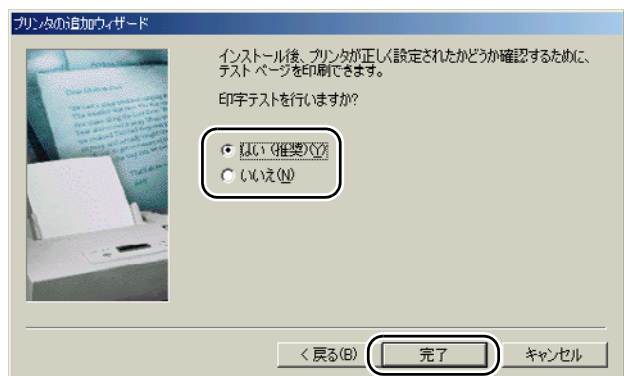 プリンタの追加ウィザード
インストール後、プリンタが正しく設定されたかどうか確認するために、
テスト ページを印刷できます。
印字テストを行いますか?
はい (推奨)(Y)
いいえ(N)
< 戻る(B)
完了
キャンセル